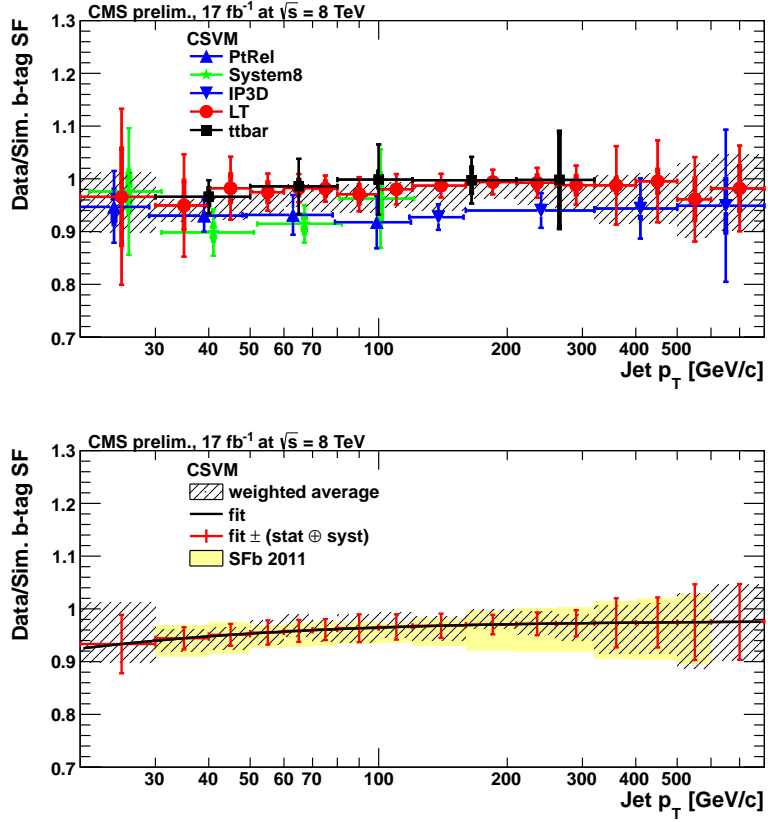 CMS prelim., 17 fb⁻¹ at √s = 8 TeV
Data/Sim. b-tag SF
1.3
1.2
1.1
1
0.9
0.8
0.7
CSVM
PtRel
System8
IP3D
LT
ttbar
30 40 50 60 70 100 200 300 400 500
Jet p_T [GeV/c]
CMS prelim., 17 fb⁻¹ at √s = 8 TeV
Data/Sim. b-tag SF
1.3
1.2
1.1
1
0.9
0.8
0.7
CSVM
weighted average
fit
fit ± (stat ⊕ syst)
SFb 2011
30 40 50 60 70 100 200 300 400 500
Jet p_T [GeV/c]